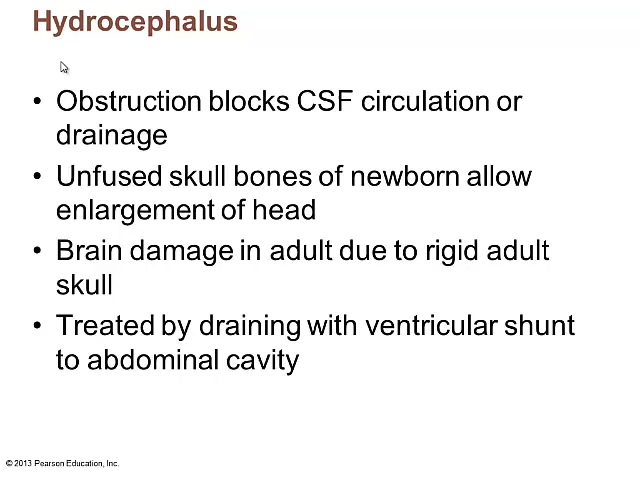 Hydrocephalus
• Obstruction blocks CSF circulation or
drainage
• Unfused skull bones of newborn allow
enlargement of head
• Brain damage in adult due to rigid adult
skull
• Treated by draining with ventricular shunt
to abdominal cavity
© 2013 Pearson Education, Inc.